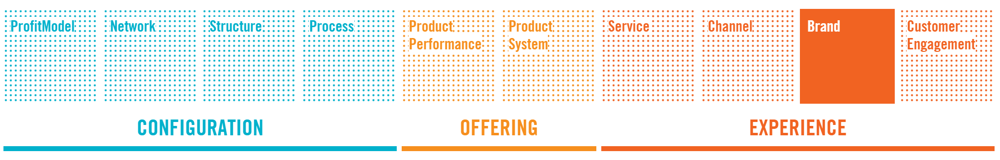 ProfitModel
Network
Structure
Process
Product
Performance
Product
System
Service
Channel
Brand
Customer
Engagement
CONFIGURATION
OFFERING
EXPERIENCE